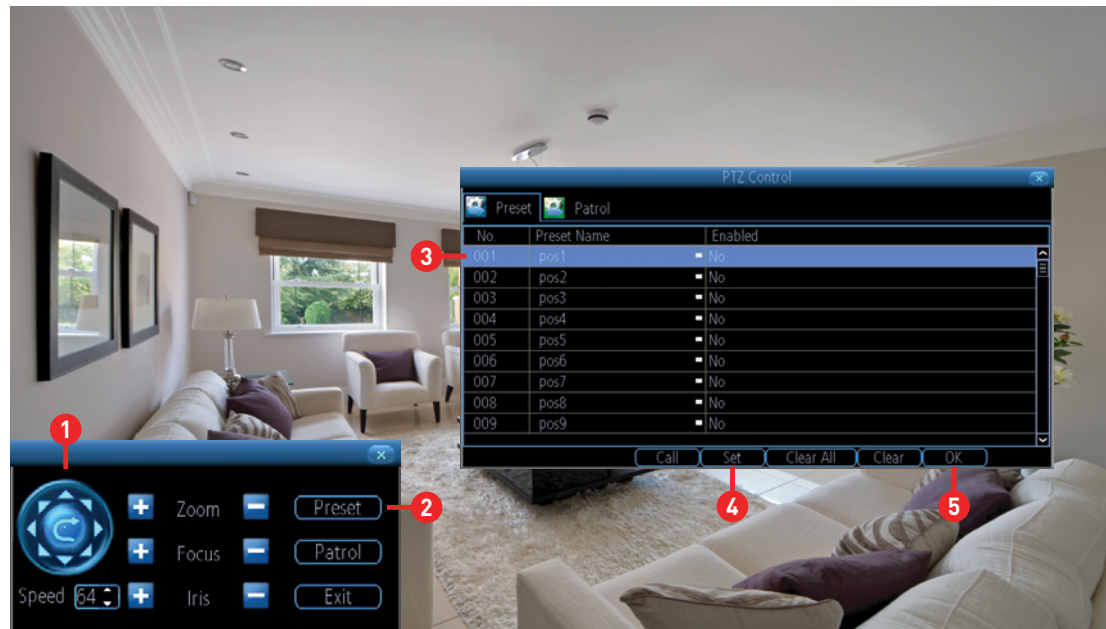 PTZ Control
Preset Patrol
No. Preset Name Enabled
001 pos1 No
002 pos2 No
003 pos3 No
004 pos4 No
005 pos5 No
006 pos6 No
007 pos7 No
008 pos8 No
009 pos9 No
Call Set Clear All Clear OK
3
4
5
1
Zoom Preset
2
Focus Patrol
Speed 64 Iris Exit